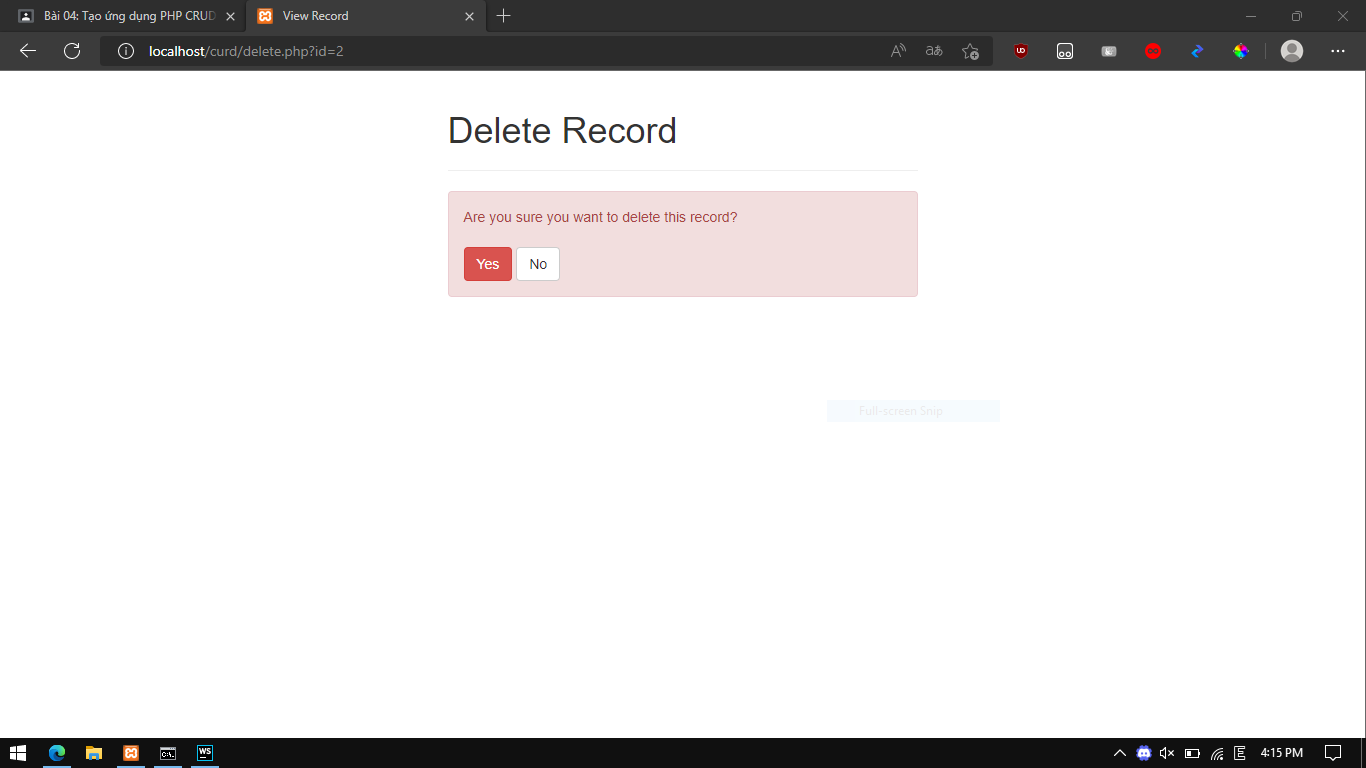 Bài 04: Tạo ứng dụng PHP CRUD
View Record
localhost/curd/delete.php?id=2
Delete Record
Are you sure you want to delete this record?
Yes
No
Full-screen Snip
4:15 PM